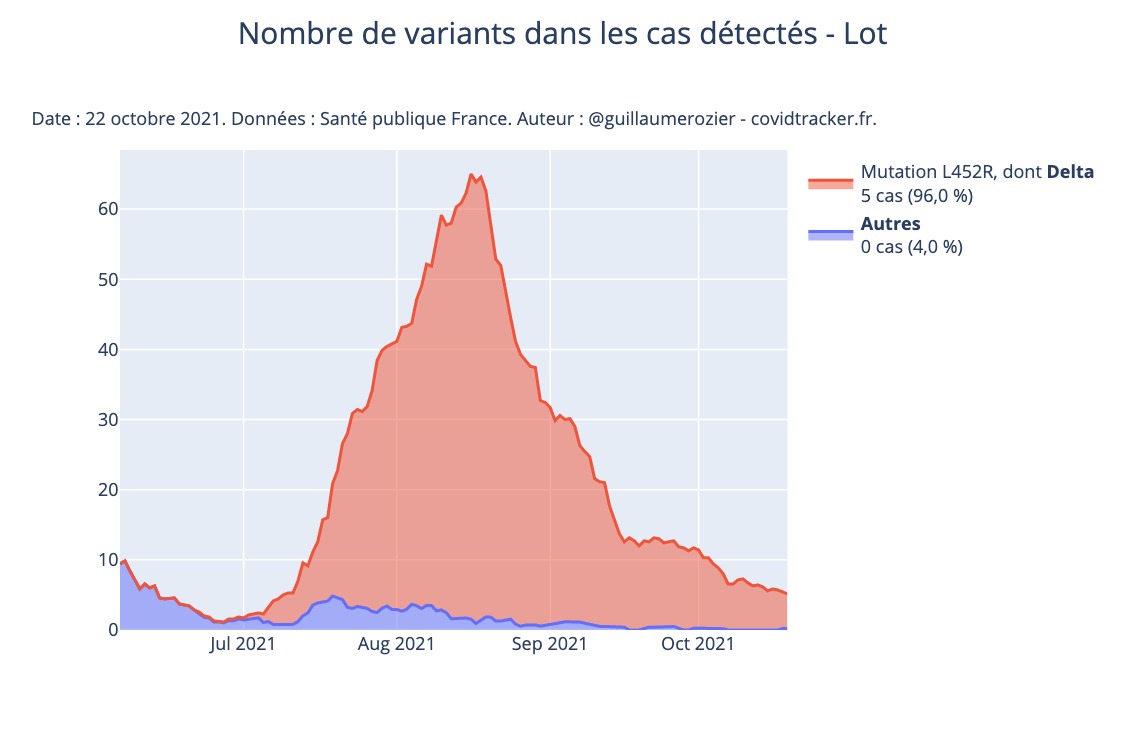 Nombre de variants dans les cas détectés - Lot
Date : 22 octobre 2021. Données : Santé publique France. Auteur : @guillaumerozier - covidtracker.fr.
Mutation L452R, dont Delta
5 cas (96,0 %)
Autres
0 cas (4,0 %)
60
50
40
30
20
10
0
Jul 2021
Aug 2021
Sep 2021
Oct 2021